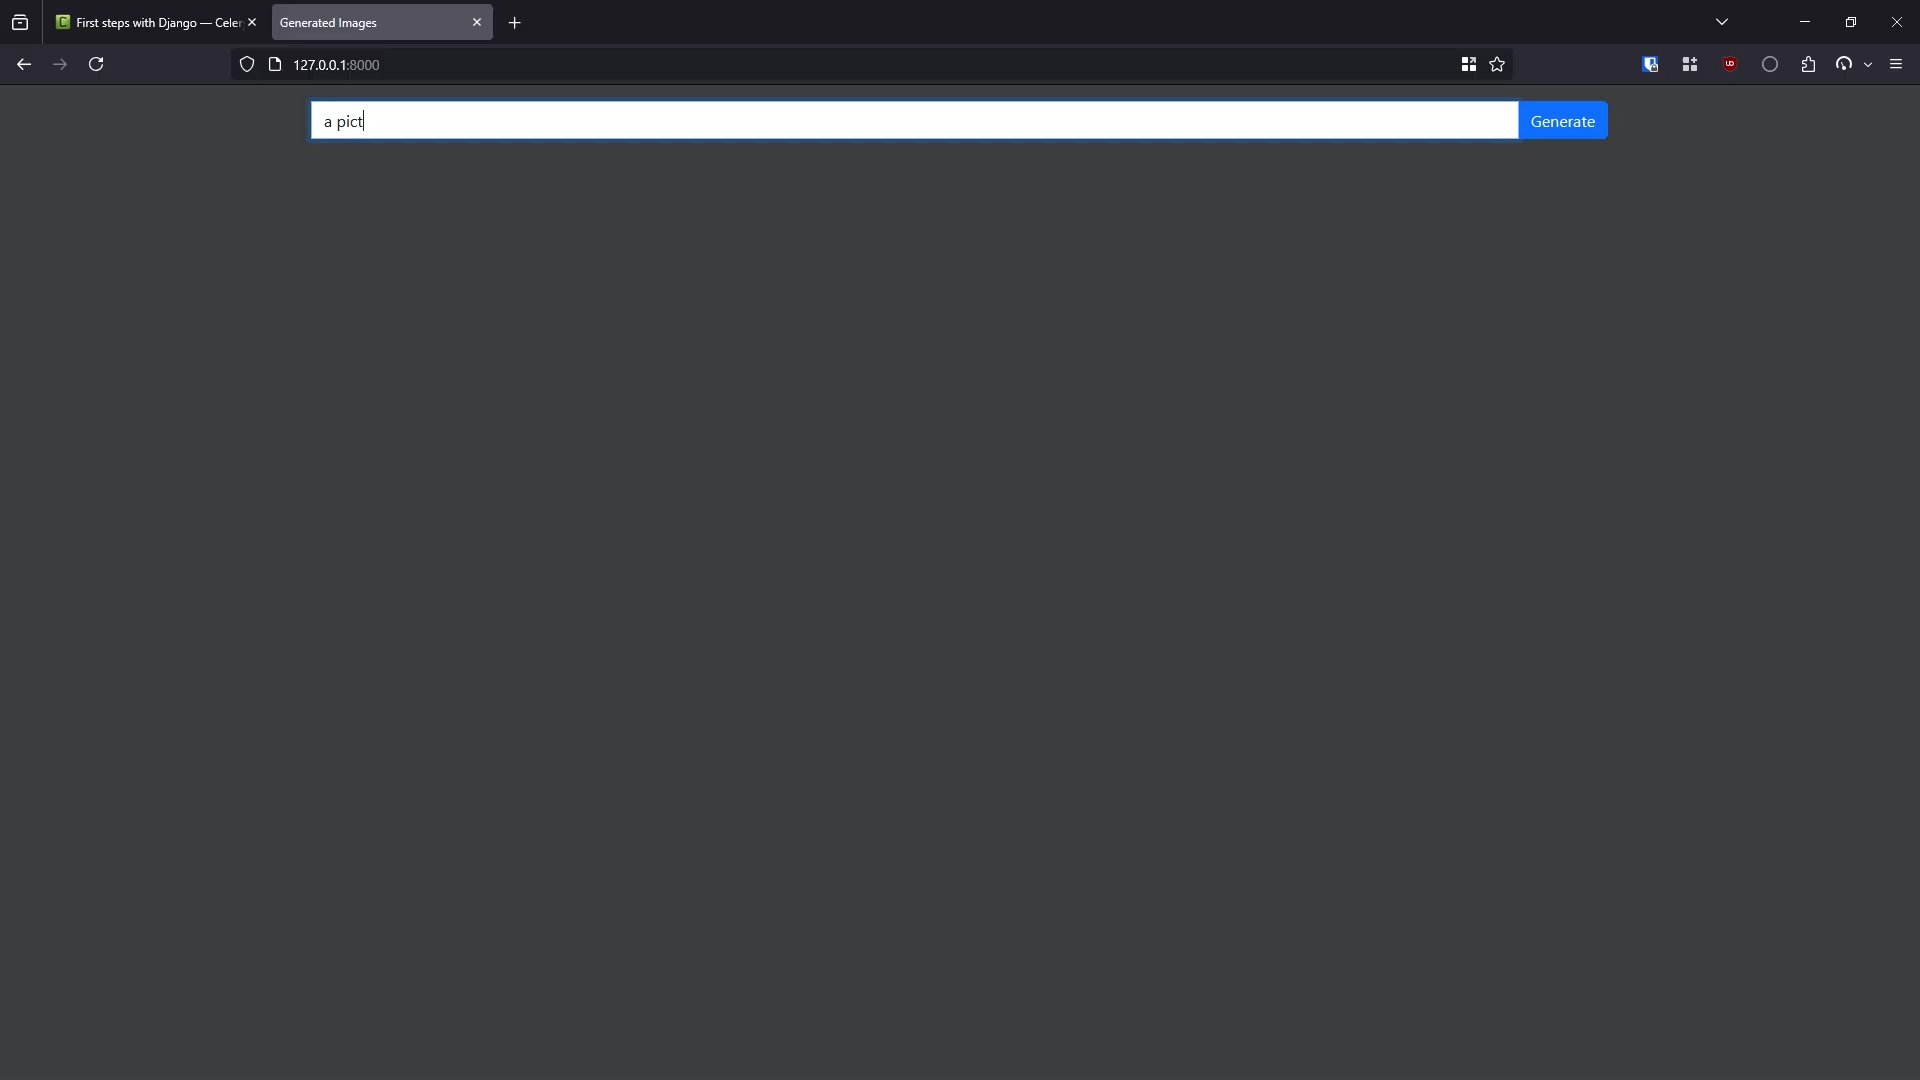 First steps with Django — Celer
Generated Images
127.0.0.1:8000
a pict
Generate